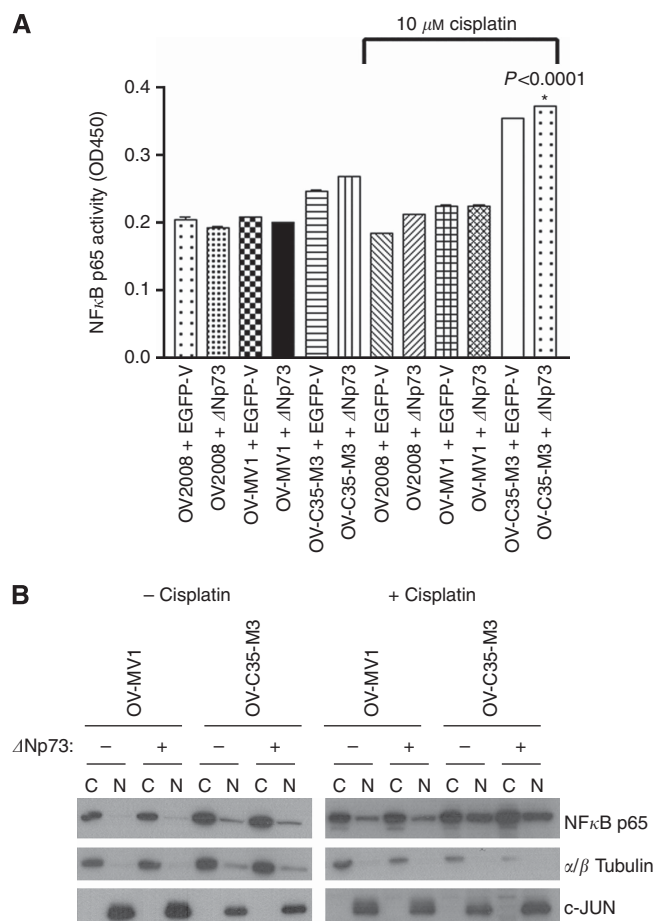 A
10 μM cisplatin
P<0.0001
*
NFκB p65 activity (OD450)
0.4
0.3
0.2
0.1
0.0
OV2008 + EGFP-V
OV2008 + ΔNp73
OV-MV1 + EGFP-V
OV-MV1 + ΔNp73
OV-C35-M3 + EGFP-V
OV-C35-M3 + ΔNp73
OV2008 + EGFP-V
OV2008 + ΔNp73
OV-MV1 + EGFP-V
OV-MV1 + ΔNp73
OV-C35-M3 + EGFP-V
OV-C35-M3 + ΔNp73
B
– Cisplatin + Cisplatin
OV-MV1 OV-C35-M3 OV-MV1 OV-C35-M3
ΔNp73: – + – + – + – +
C N C N C N C N C N C N C N C N
NFκB p65
α/β Tubulin
c-JUN